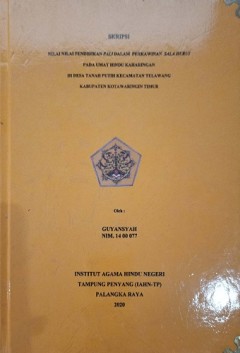 SKRIPSI
NILAI NILAI PENDIDIKAN PALI DALAM PERKAWINAN
PADA UMAT HINDU KAHARINGAN
DI DESA TANAH PUTIH KECAMATAN TELAWANG
KABUPATEN KOTAWARINGIN TIMUR
Oleh :
GUYANSYAH
NIM. 14 00 077
INSTITUT AGAMA HINDU NEGERI
TAMPUNG PENYANG (IAHN-TP)
PALANGKA RAYA
2020